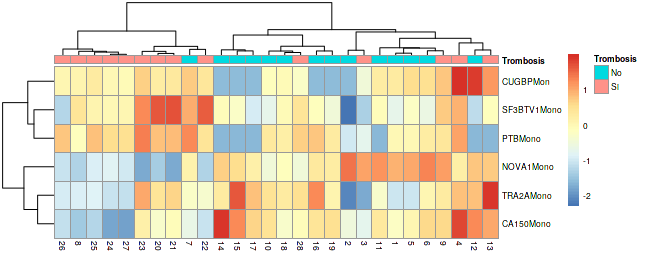 Trombosis
Trombosis
No
SI
CUGBPMon
SF3BTV1Mono
PTBMono
NOVA1Mono
TRA2AMono
CA150Mono
1
0
-1
-2
26 8 25 24 27 23 20 21 7 22 14 15 17 10 18 28 16 19 2 3 11 1 5 6 9 4 12 13